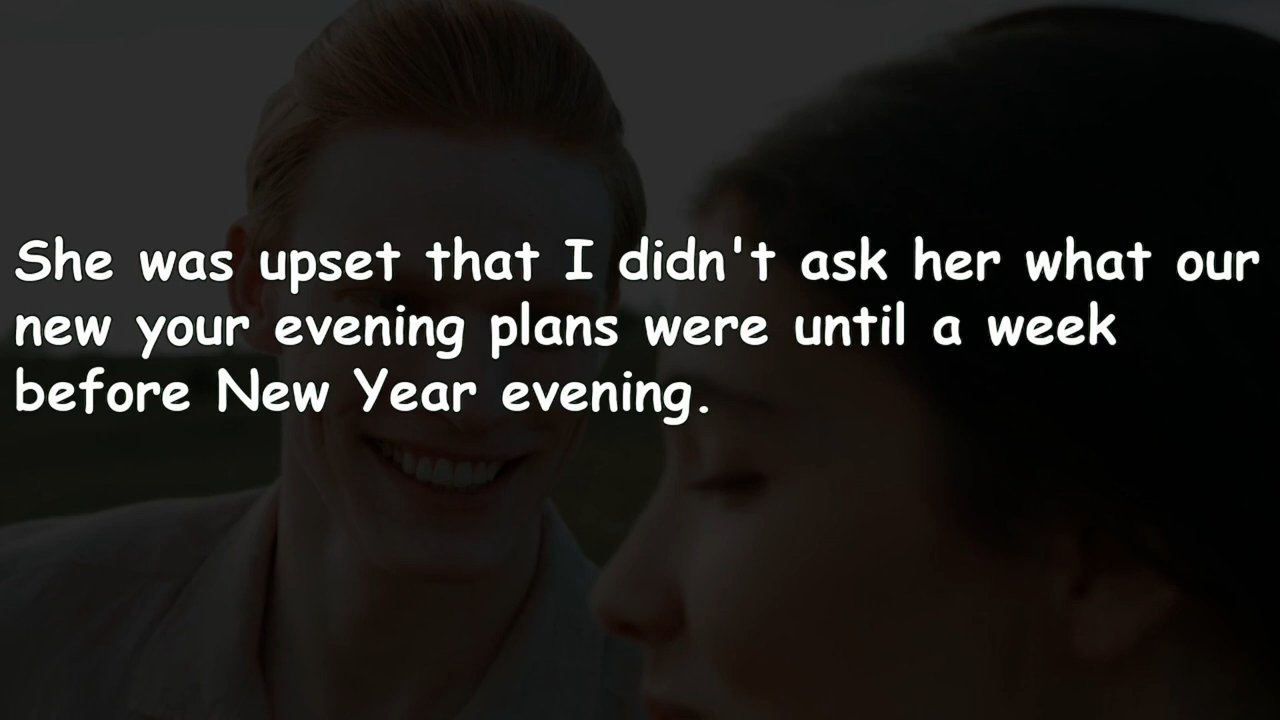 She was upset that I didn't ask her what our
new your evening plans were until a week
before New Year evening.